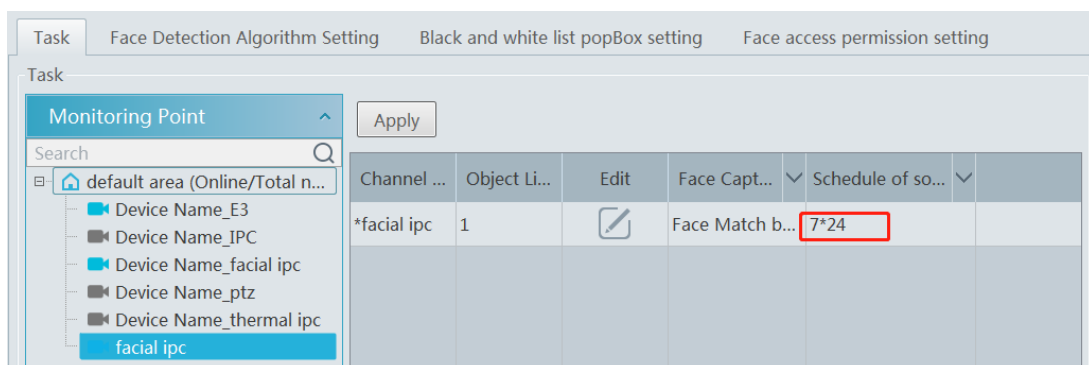 Task Face Detection Algorithm Setting Black and white list popBox setting Face access permission setting
Task
Monitoring Point
Search
default area (Online/Total n...
Device Name_E3
Device Name_IPC
Device Name_facial ipc
Device Name_ptz
Device Name_thermal ipc
facial ipc
Apply
Channel ... Object Li... Edit Face Capt... Schedule of so...
*facial ipc 1 Face Match b... 7*24